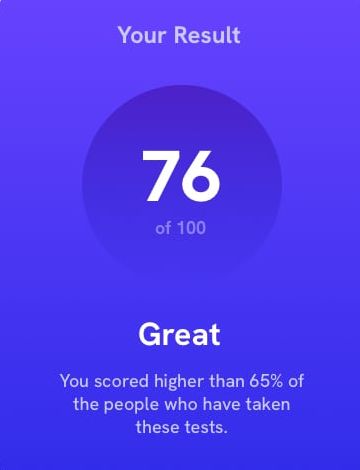 Your Result
76
of 100
Great
You scored higher than 65% of
the people who have taken
these tests.